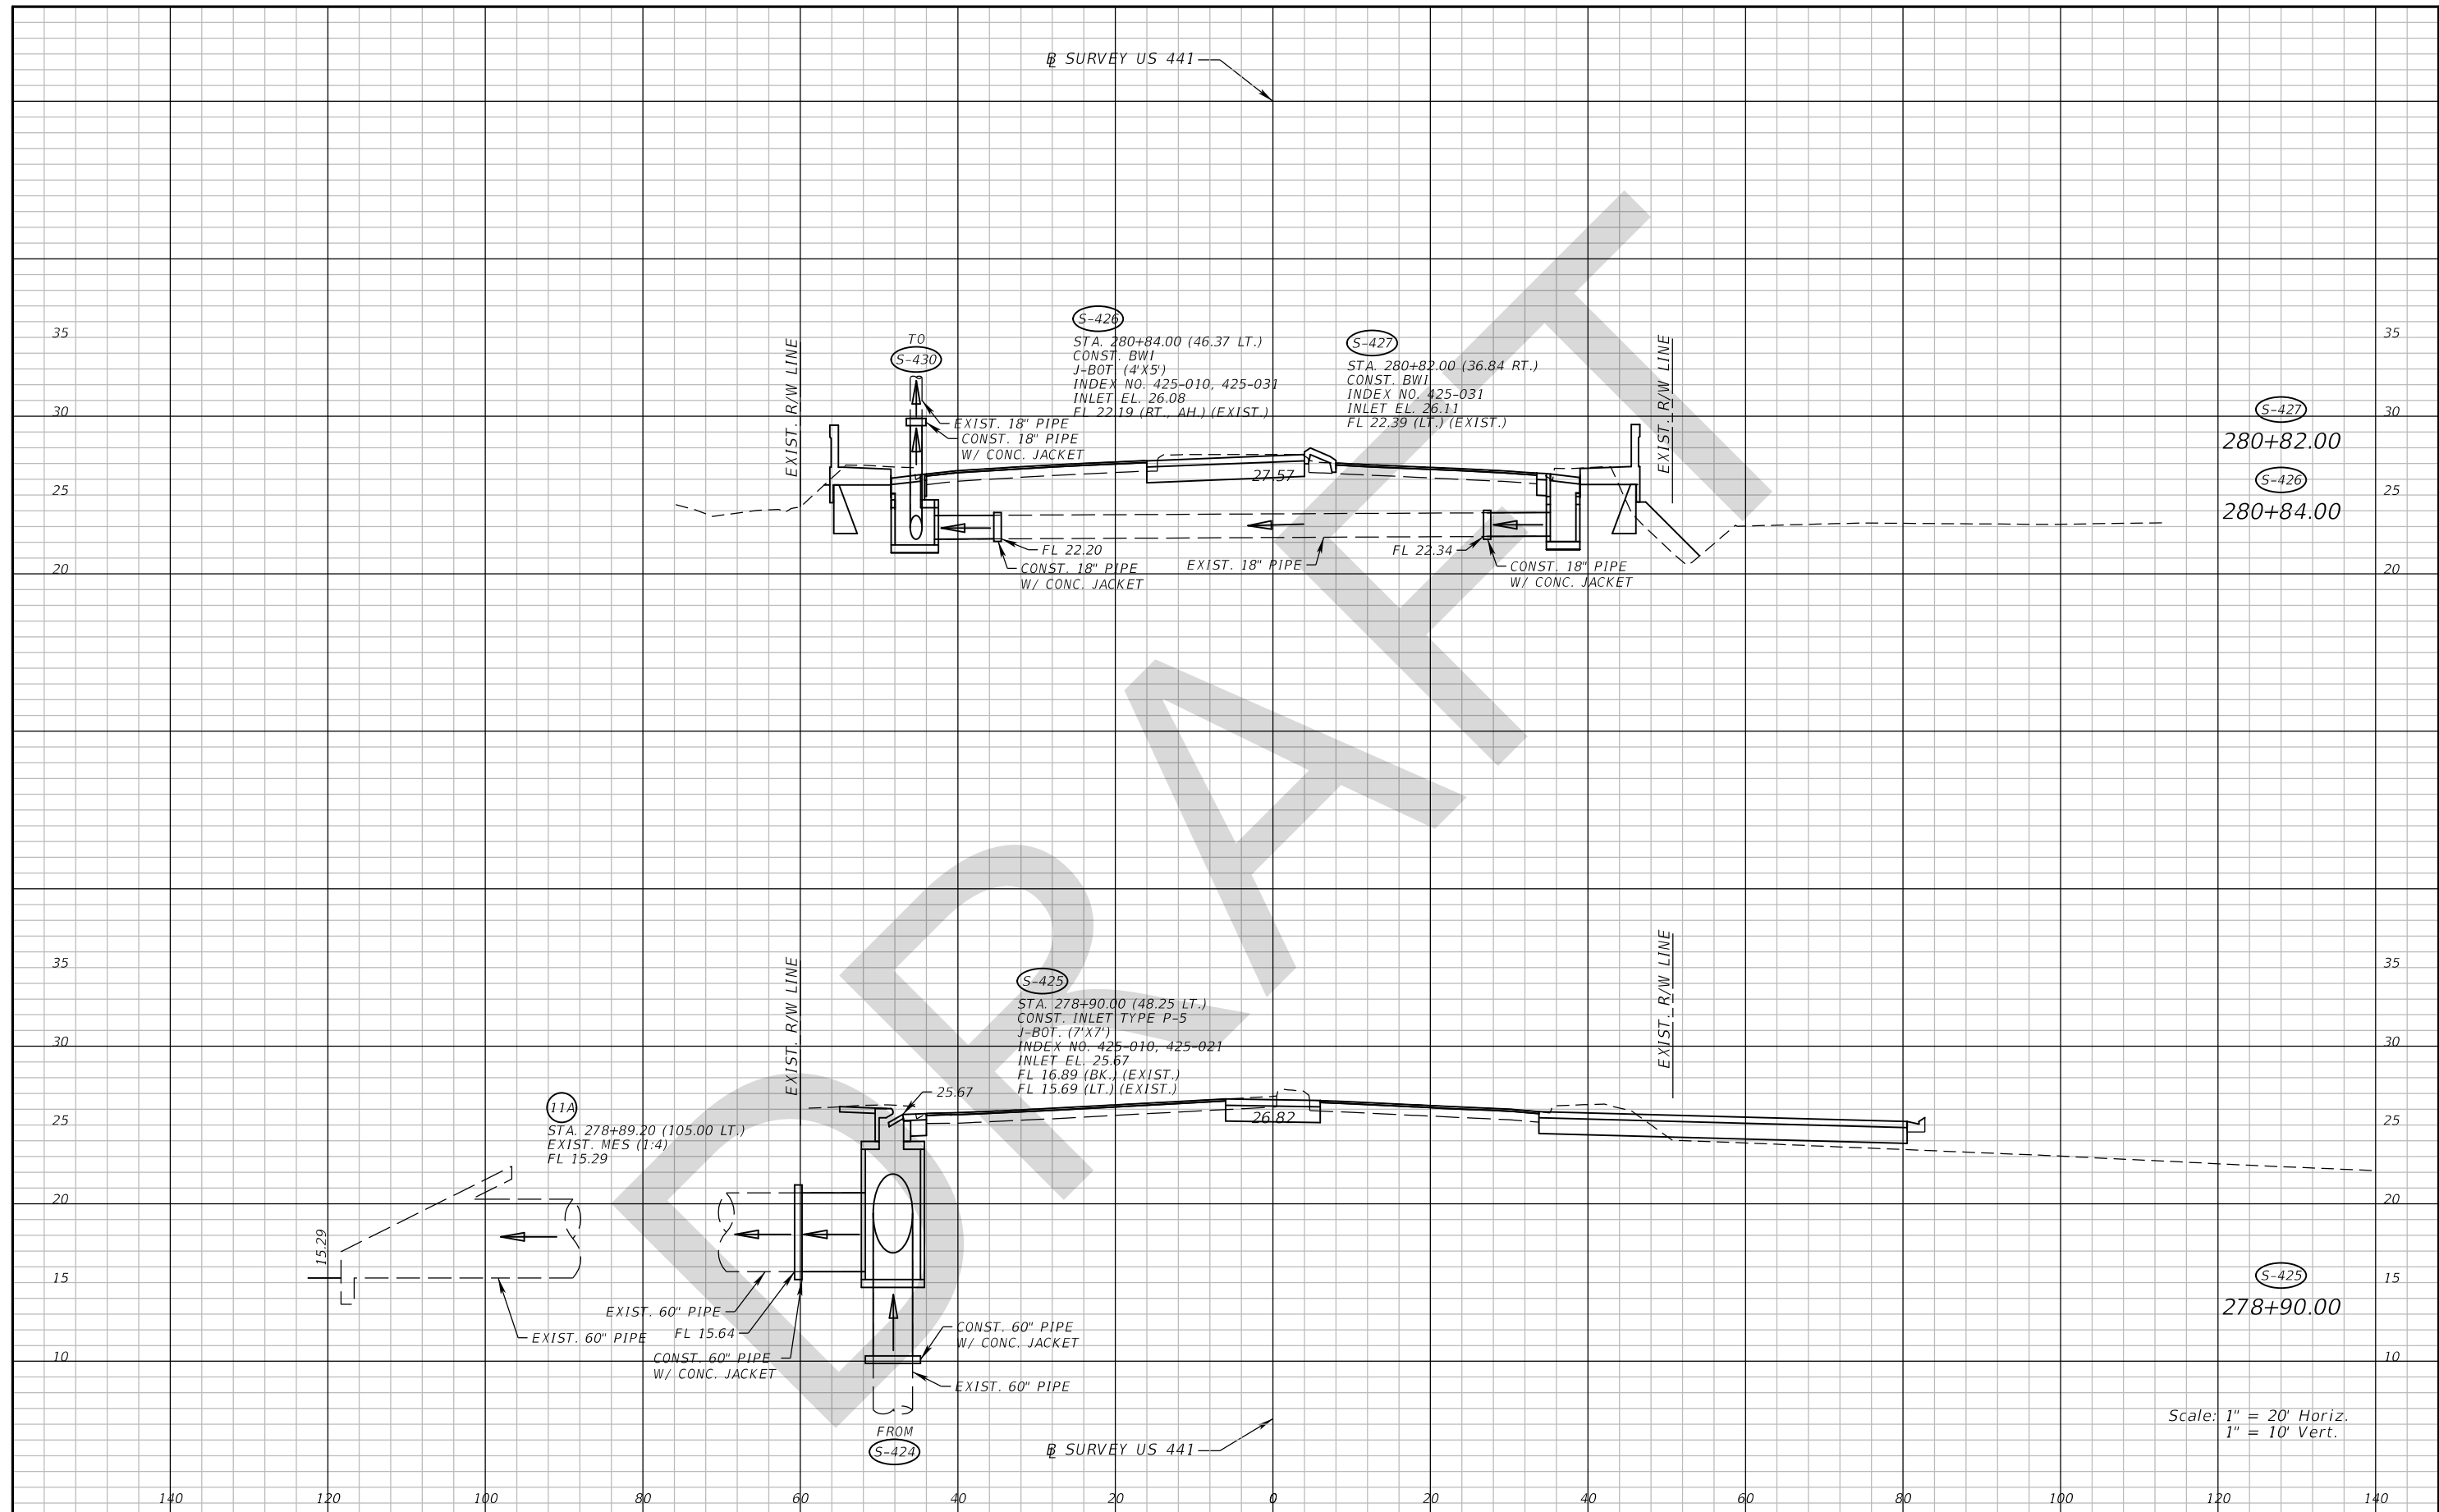 B SURVEY US 441
S-426
STA. 280+84.00 (46.37 LT.)
CONST. BWI
J-BOT. (4'X5')
INDEX NO. 425-010, 425-031
INLET EL. 26.08
FL 22.19 (RT., AH.) (EXIST.)
S-427
STA. 280+82.00 (36.84 RT.)
CONST. BWI
INDEX NO. 425-031
INLET EL. 26.11
FL 22.39 (LT.) (EXIST.)
TO
S-430
EXIST. R/W LINE
EXIST. R/W LINE
EXIST. 18" PIPE
CONST. 18" PIPE
W/ CONC. JACKET
27.57
FL 22.20
CONST. 18" PIPE
W/ CONC. JACKET
EXIST. 18" PIPE
FL 22.34
CONST. 18" PIPE
W/ CONC. JACKET
35
30
25
20
35
30
25
20
S-427
280+82.00
S-426
280+84.00
DRAFT
EXIST. R/W LINE
EXIST. R/W LINE
S-425
STA. 278+90.00 (48.25 LT.)
CONST. INLET TYPE P-5
J-BOT. (7'X7')
INDEX NO. 425-010, 425-021
INLET EL. 25.67
FL 16.89 (BK.) (EXIST.)
FL 15.69 (LT.) (EXIST.)
25.67
26.82
11A
STA. 278+89.20 (105.00 LT.)
EXIST. MES (1:4)
FL 15.29
15.29
EXIST. 60" PIPE
EXIST. 60" PIPE
FL 15.64
CONST. 60" PIPE
W/ CONC. JACKET
CONST. 60" PIPE
W/ CONC. JACKET
EXIST. 60" PIPE
FROM
S-424
35
30
25
20
15
10
35
30
25
20
15
10
S-425
278+90.00
B SURVEY US 441
Scale: 1" = 20' Horiz.
1" = 10' Vert.
140 120 100 80 60 40 20 0 20 40 60 80 100 120 140